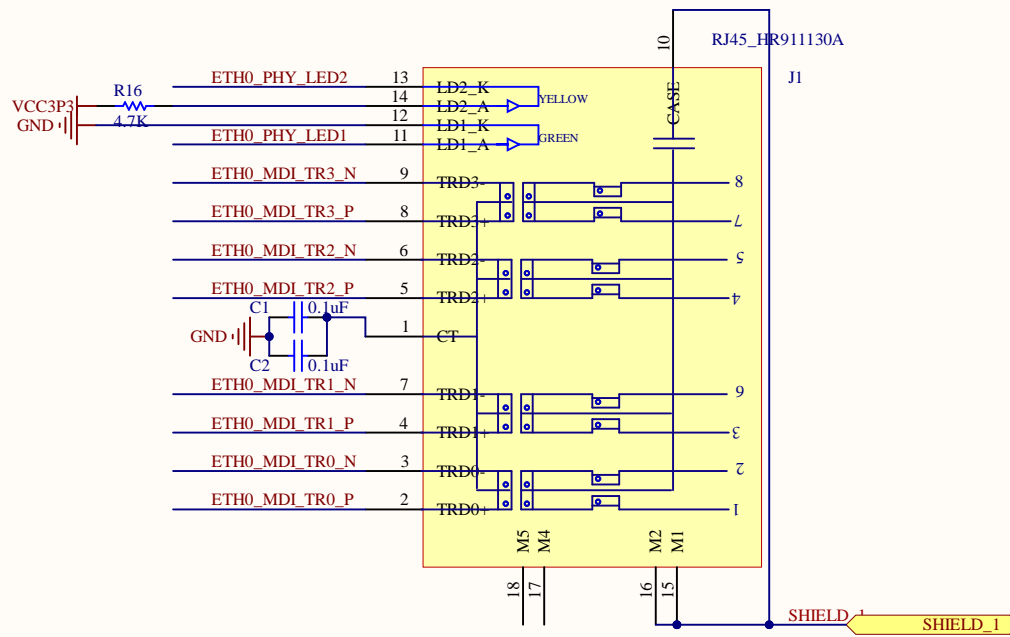 10
RJ45_HR911130A
J1
CASE
ETH0_PHY_LED2 13 LD2_K
R16 14 LD2_A YELLOW
VCC3P3
4.7K
GND 12 LD1_K
ETH0_PHY_LED1 11 LD1_A GREEN
ETH0_MDI_TR3_N 9 TRD3- 8
ETH0_MDI_TR3_P 8 TRD3+ 7
ETH0_MDI_TR2_N 6 TRD2- 5
ETH0_MDI_TR2_P 5 TRD2+ 4
C1 0.1uF
GND 1 CT
C2 0.1uF
ETH0_MDI_TR1_N 7 TRD1- 6
ETH0_MDI_TR1_P 4 TRD1+ 3
ETH0_MDI_TR0_N 3 TRD0- 2
ETH0_MDI_TR0_P 2 TRD0+ 1
M5 M4 M2 M1
18 17 16 15
SHIELD_1
SHIELD_1